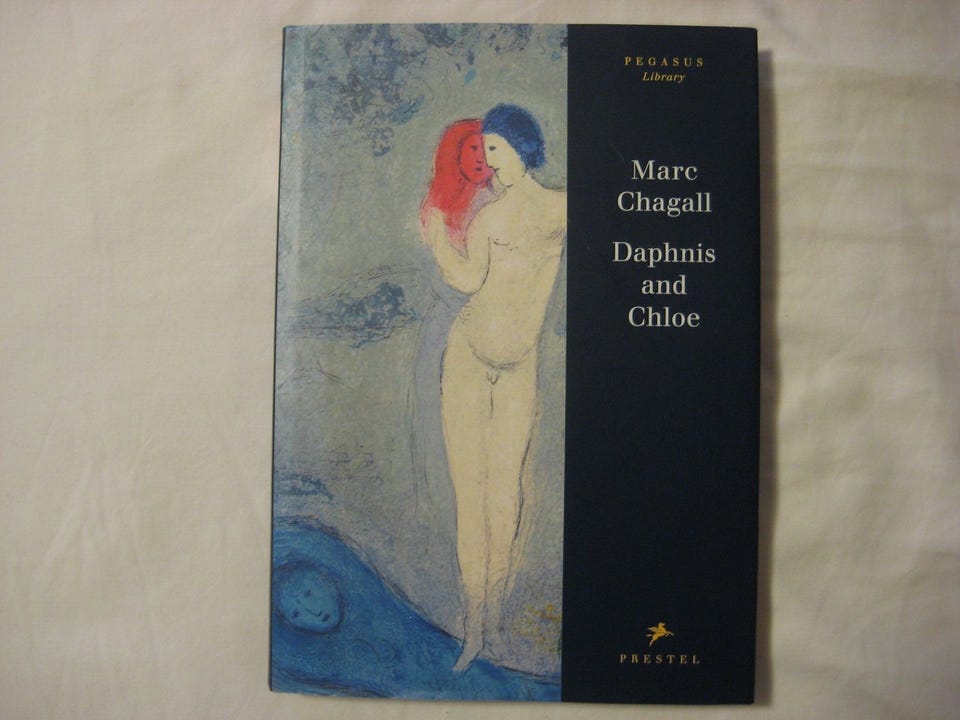 PEGASUS
Library
Marc
Chagall
Daphnis
and
Chloe
PRESTEL